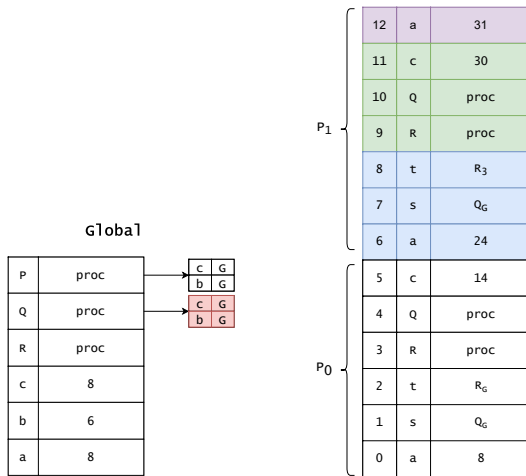 Global
P proc
c G
b G
Q proc
c G
b G
R proc
c 8
b 6
a 8
P1
12 a 31
11 c 30
10 Q proc
9 R proc
8 t R3
7 s QG
6 a 24
P0
5 c 14
4 Q proc
3 R proc
2 t RG
1 s QG
0 a 8